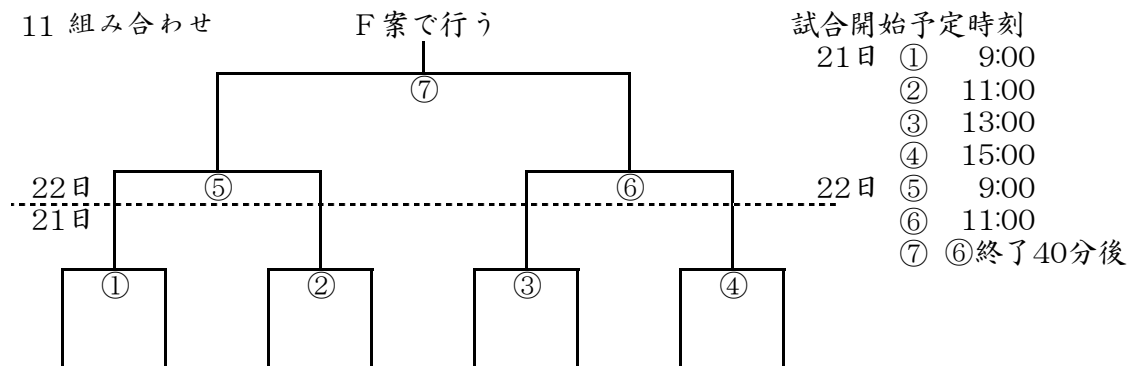 11 組み合わせ
F案で行う
試合開始予定時刻
21日 ① 9:00
② 11:00
③ 13:00
④ 15:00
22日 ⑤ 9:00
⑥ 11:00
⑦ ⑥終了40分後
⑦
⑤ ⑥
22日
21日
① ② ③ ④